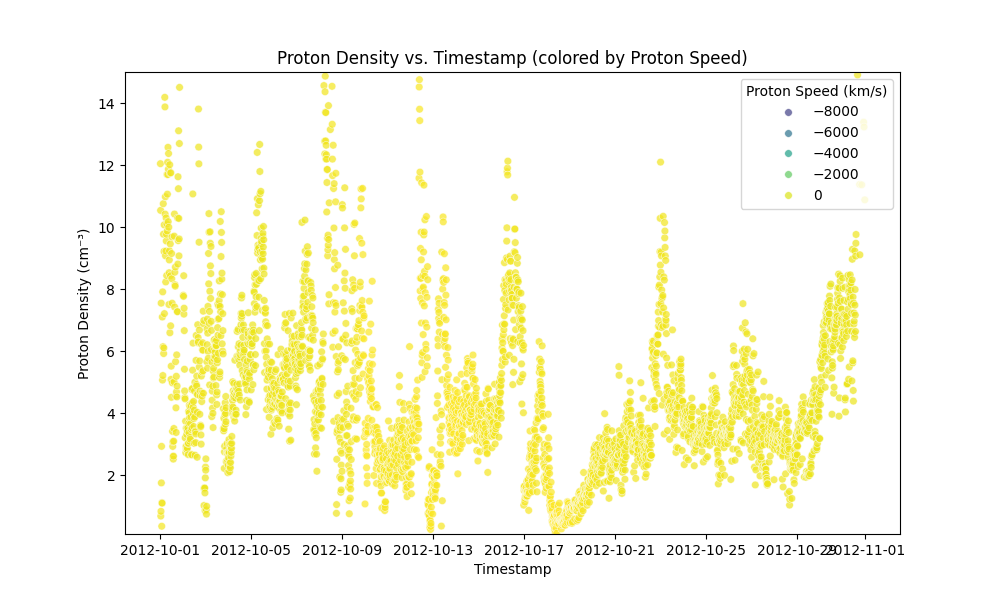 Proton Density vs. Timestamp (colored by Proton Speed)
Proton Density (cm⁻³)
14
12
10
8
6
4
2
Proton Speed (km/s)
−8000
−6000
−4000
−2000
0
2012-10-01 2012-10-05 2012-10-09 2012-10-13 2012-10-17 2012-10-21 2012-10-25 2012-10-29 2012-11-01
Timestamp